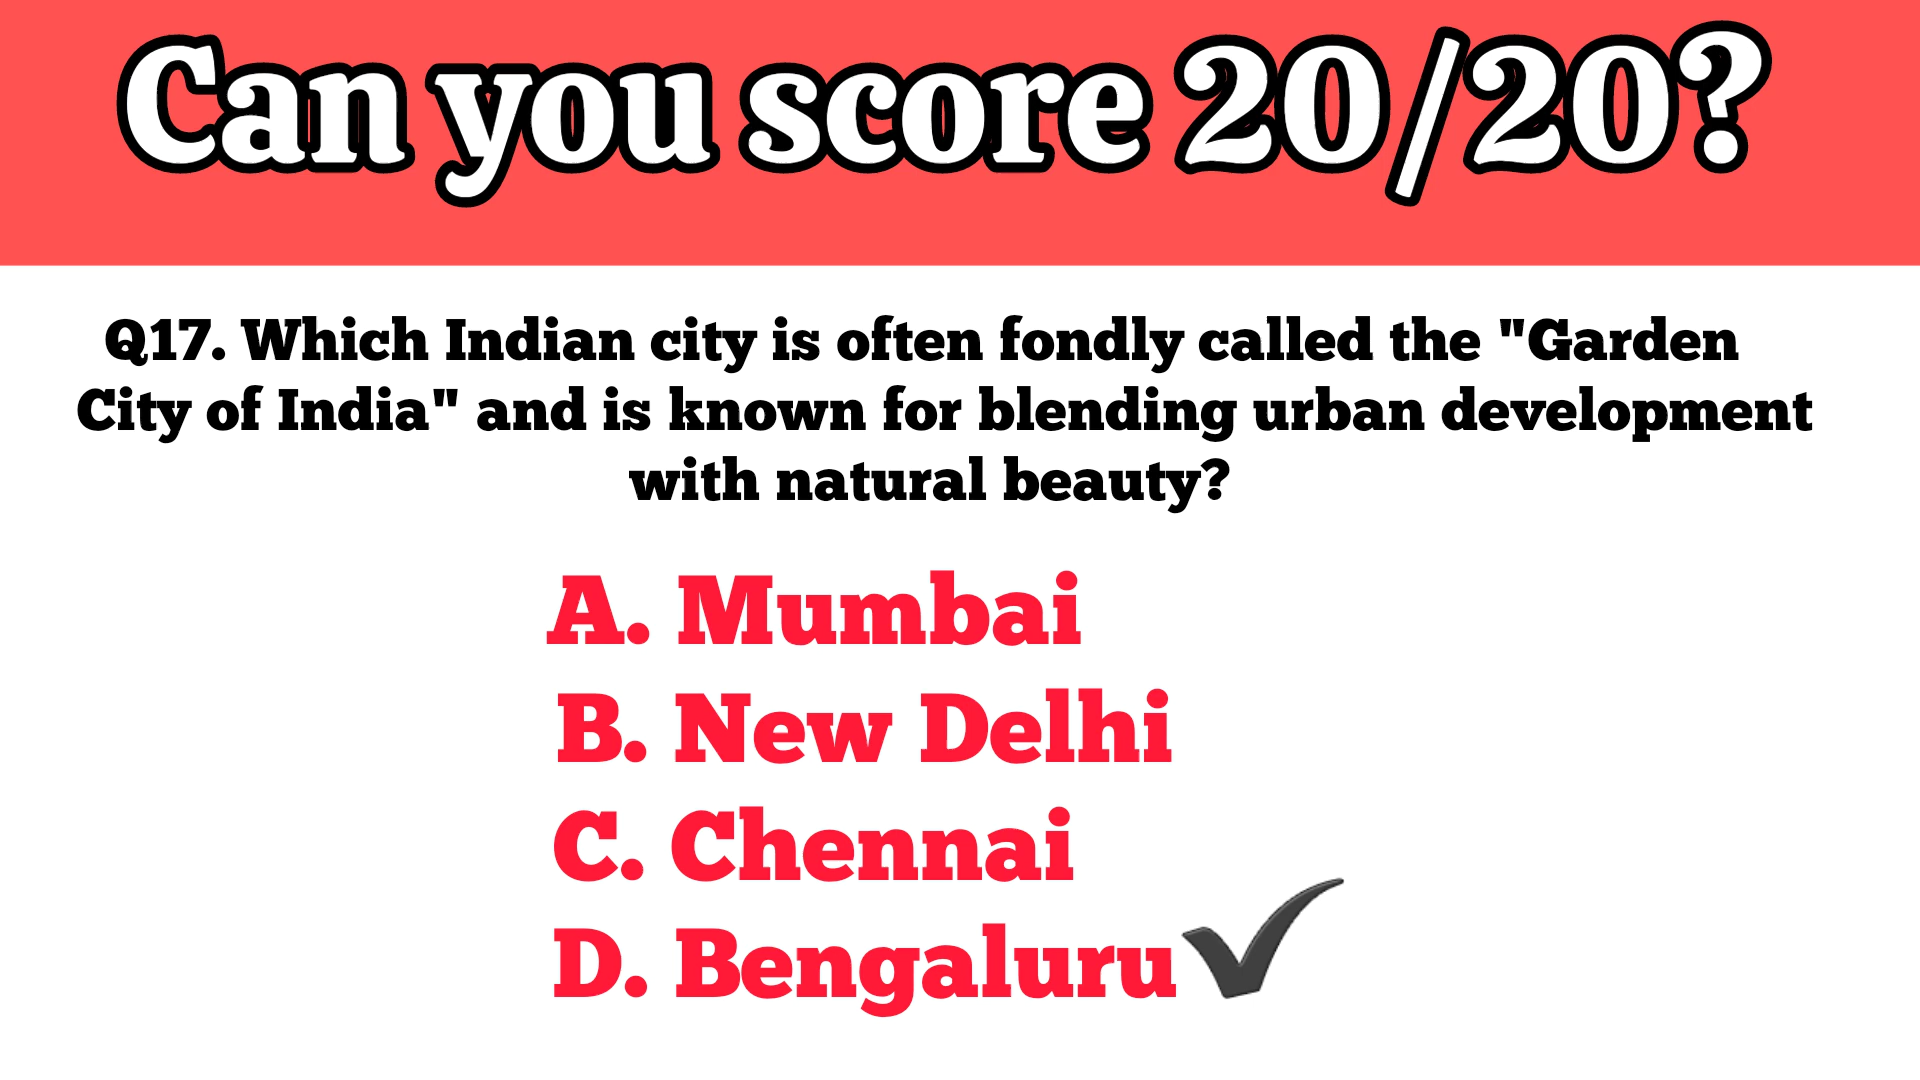 Can you score 20/20?
Q17. Which Indian city is often fondly called the "Garden
City of India" and is known for blending urban development
with natural beauty?
A. Mumbai
B. New Delhi
C. Chennai
D. Bengaluru